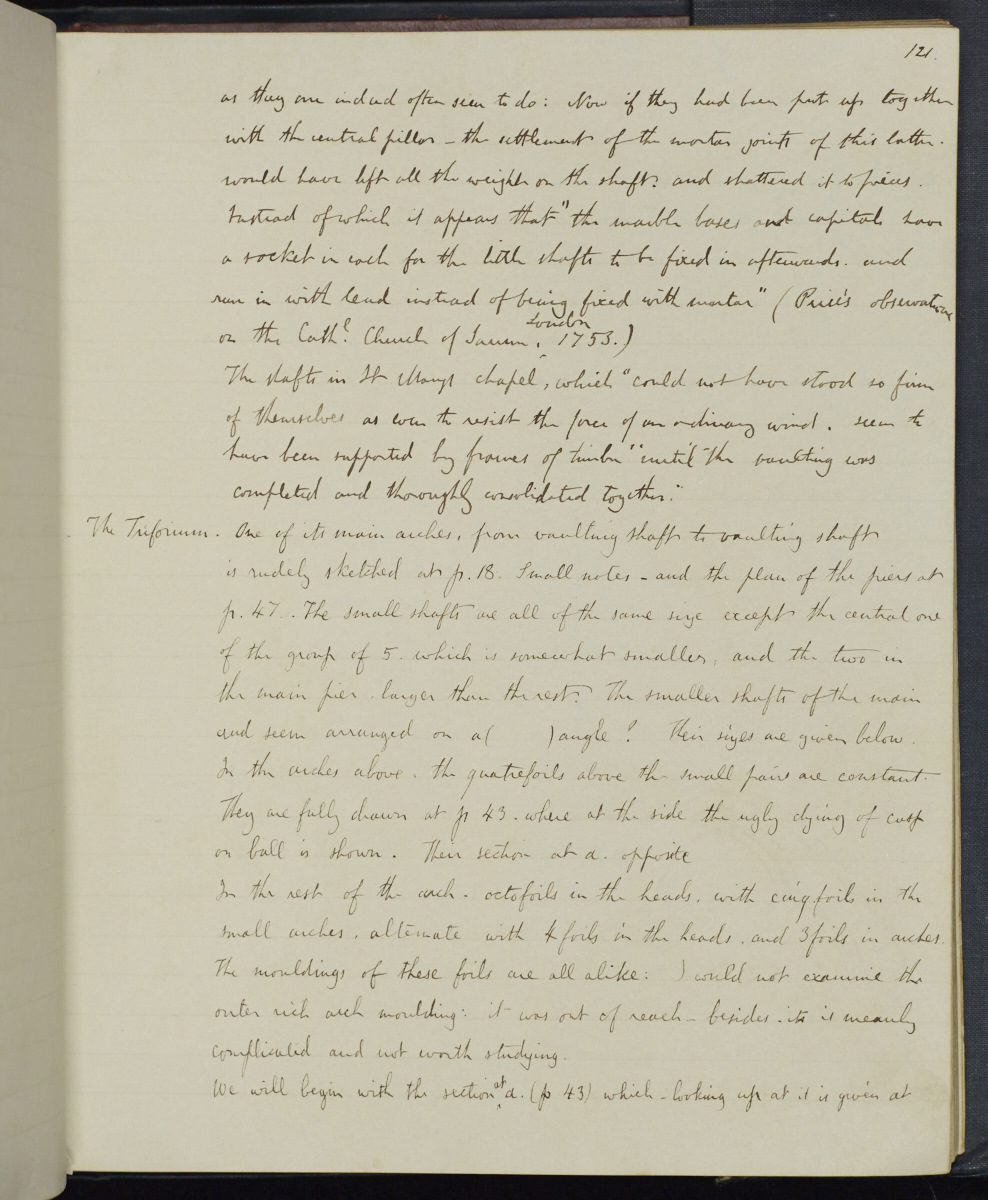 121.
as they are indeed often seen to do: Now if they had been put up together
with the central pillar - the settlement of the mortar joints of this latter.
would have left all the weight on the shaft: and shattered it to pieces.
Instead of which it appears that "the marble bases and capitals have
a socket in each for the little shafts to be fixed in afterwards. and
run in with lead instead of being fixed with mortar" (Price's observations
on the Cath.l Church of Sarum, London 1753.)
The shafts in St Marys chapel, which "could not have stood so firm
of themselves as even to resist the force of an ordinary wind. seem to
have been supported by frames of timber" "until the vaulting was
completed and thoroughly consolidated together."
The Triforium. One of its main arches, from vaulting shaft to vaulting shaft
is rudely sketched at p. 18. Small notes - and the plan of the piers at
p. 47.. The small shafts are all of the same size except the central one
of the group of 5. which is somewhat smaller, and the two in
the main pier. larger than the rest: The smaller shafts of the main
and seem arranged on a (     ) angle? Their sizes are given below.
In the arches above. the quatrefoils above the small pairs are constant.
They are fully drawn at p 43. where at the side the ugly dying of cusp
on ball is shown. Their section at a. opposite
In the rest of the arch - octofoils in the heads, with cinqfoils in the
small arches, alternate with 4 foils in the heads. and 3 foils in arches.
The mouldings of these foils are all alike: I could not examine the
outer rich arch moulding: it was out of reach - besides. it is meanly
complicated and not worth studying.
We will begin with the section at a. (p 43) which - looking up at it is given at